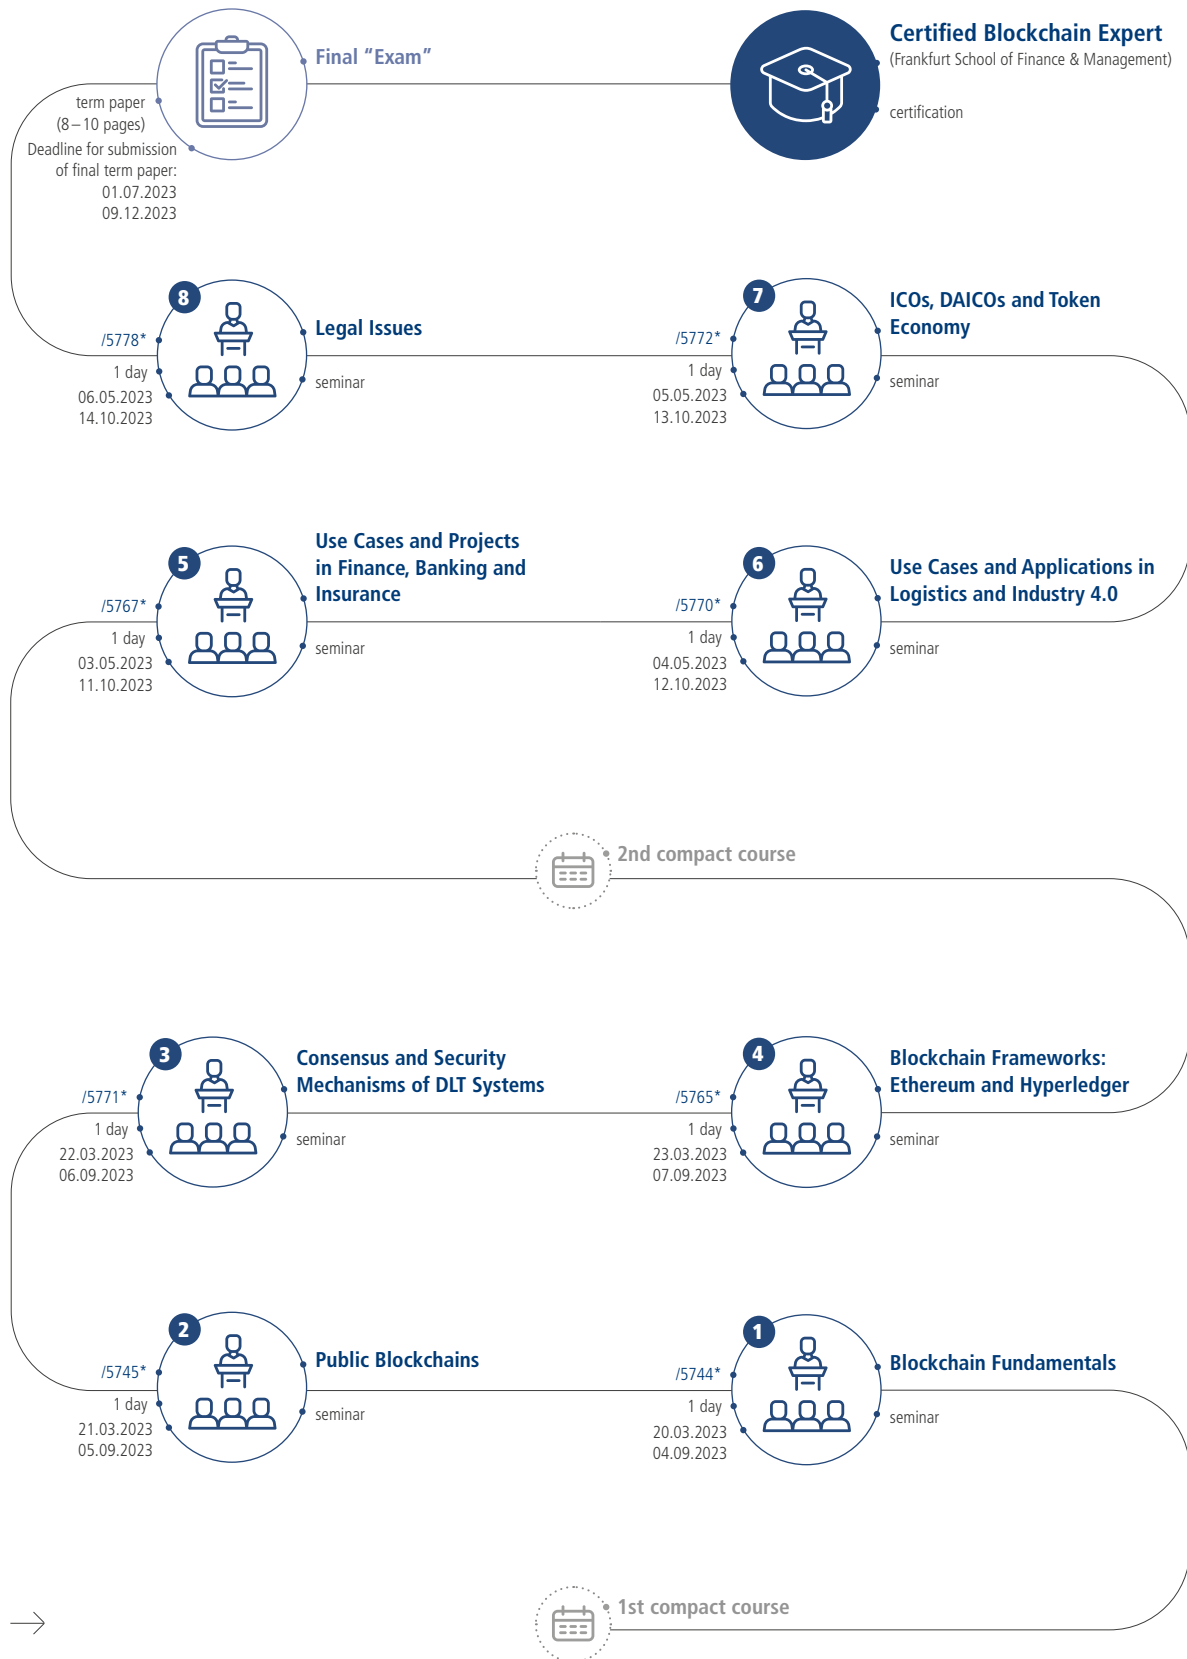 Final “Exam”
term paper
(8–10 pages)
Deadline for submission
of final term paper:
01.07.2023
09.12.2023
Certified Blockchain Expert
(Frankfurt School of Finance & Management)
certification
8
/5778*
1 day
06.05.2023
14.10.2023
Legal Issues
seminar
7
/5772*
1 day
05.05.2023
13.10.2023
ICOs, DAICOs and Token
Economy
seminar
5
/5767*
1 day
03.05.2023
11.10.2023
Use Cases and Projects
in Finance, Banking and
Insurance
seminar
6
/5770*
1 day
04.05.2023
12.10.2023
Use Cases and Applications in
Logistics and Industry 4.0
seminar
2nd compact course
3
/5771*
1 day
22.03.2023
06.09.2023
Consensus and Security
Mechanisms of DLT Systems
seminar
4
/5765*
1 day
23.03.2023
07.09.2023
Blockchain Frameworks:
Ethereum and Hyperledger
seminar
2
/5745*
1 day
21.03.2023
05.09.2023
Public Blockchains
seminar
1
/5744*
1 day
20.03.2023
04.09.2023
Blockchain Fundamentals
seminar
1st compact course